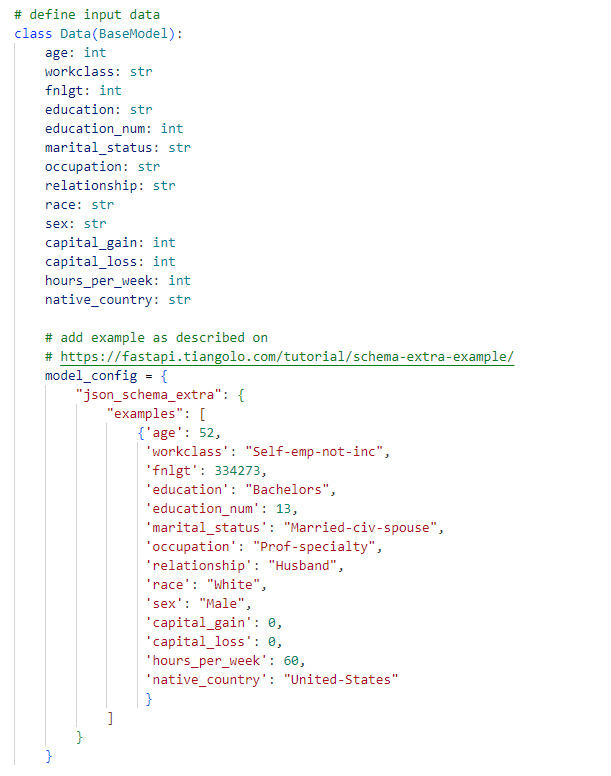 # define input data
class Data(BaseModel):
    age: int
    workclass: str
    fnlgt: int
    education: str
    education_num: int
    marital_status: str
    occupation: str
    relationship: str
    race: str
    sex: str
    capital_gain: int
    capital_loss: int
    hours_per_week: int
    native_country: str

    # add example as described on
    # https://fastapi.tiangolo.com/tutorial/schema-extra-example/
    model_config = {
        "json_schema_extra": {
            "examples": [
                {'age': 52,
                 'workclass': "Self-emp-not-inc",
                 'fnlgt': 334273,
                 'education': "Bachelors",
                 'education_num': 13,
                 'marital_status': "Married-civ-spouse",
                 'occupation': "Prof-specialty",
                 'relationship': "Husband",
                 'race': "White",
                 'sex': "Male",
                 'capital_gain': 0,
                 'capital_loss': 0,
                 'hours_per_week': 60,
                 'native_country': "United-States"
                 }
            ]
        }
    }